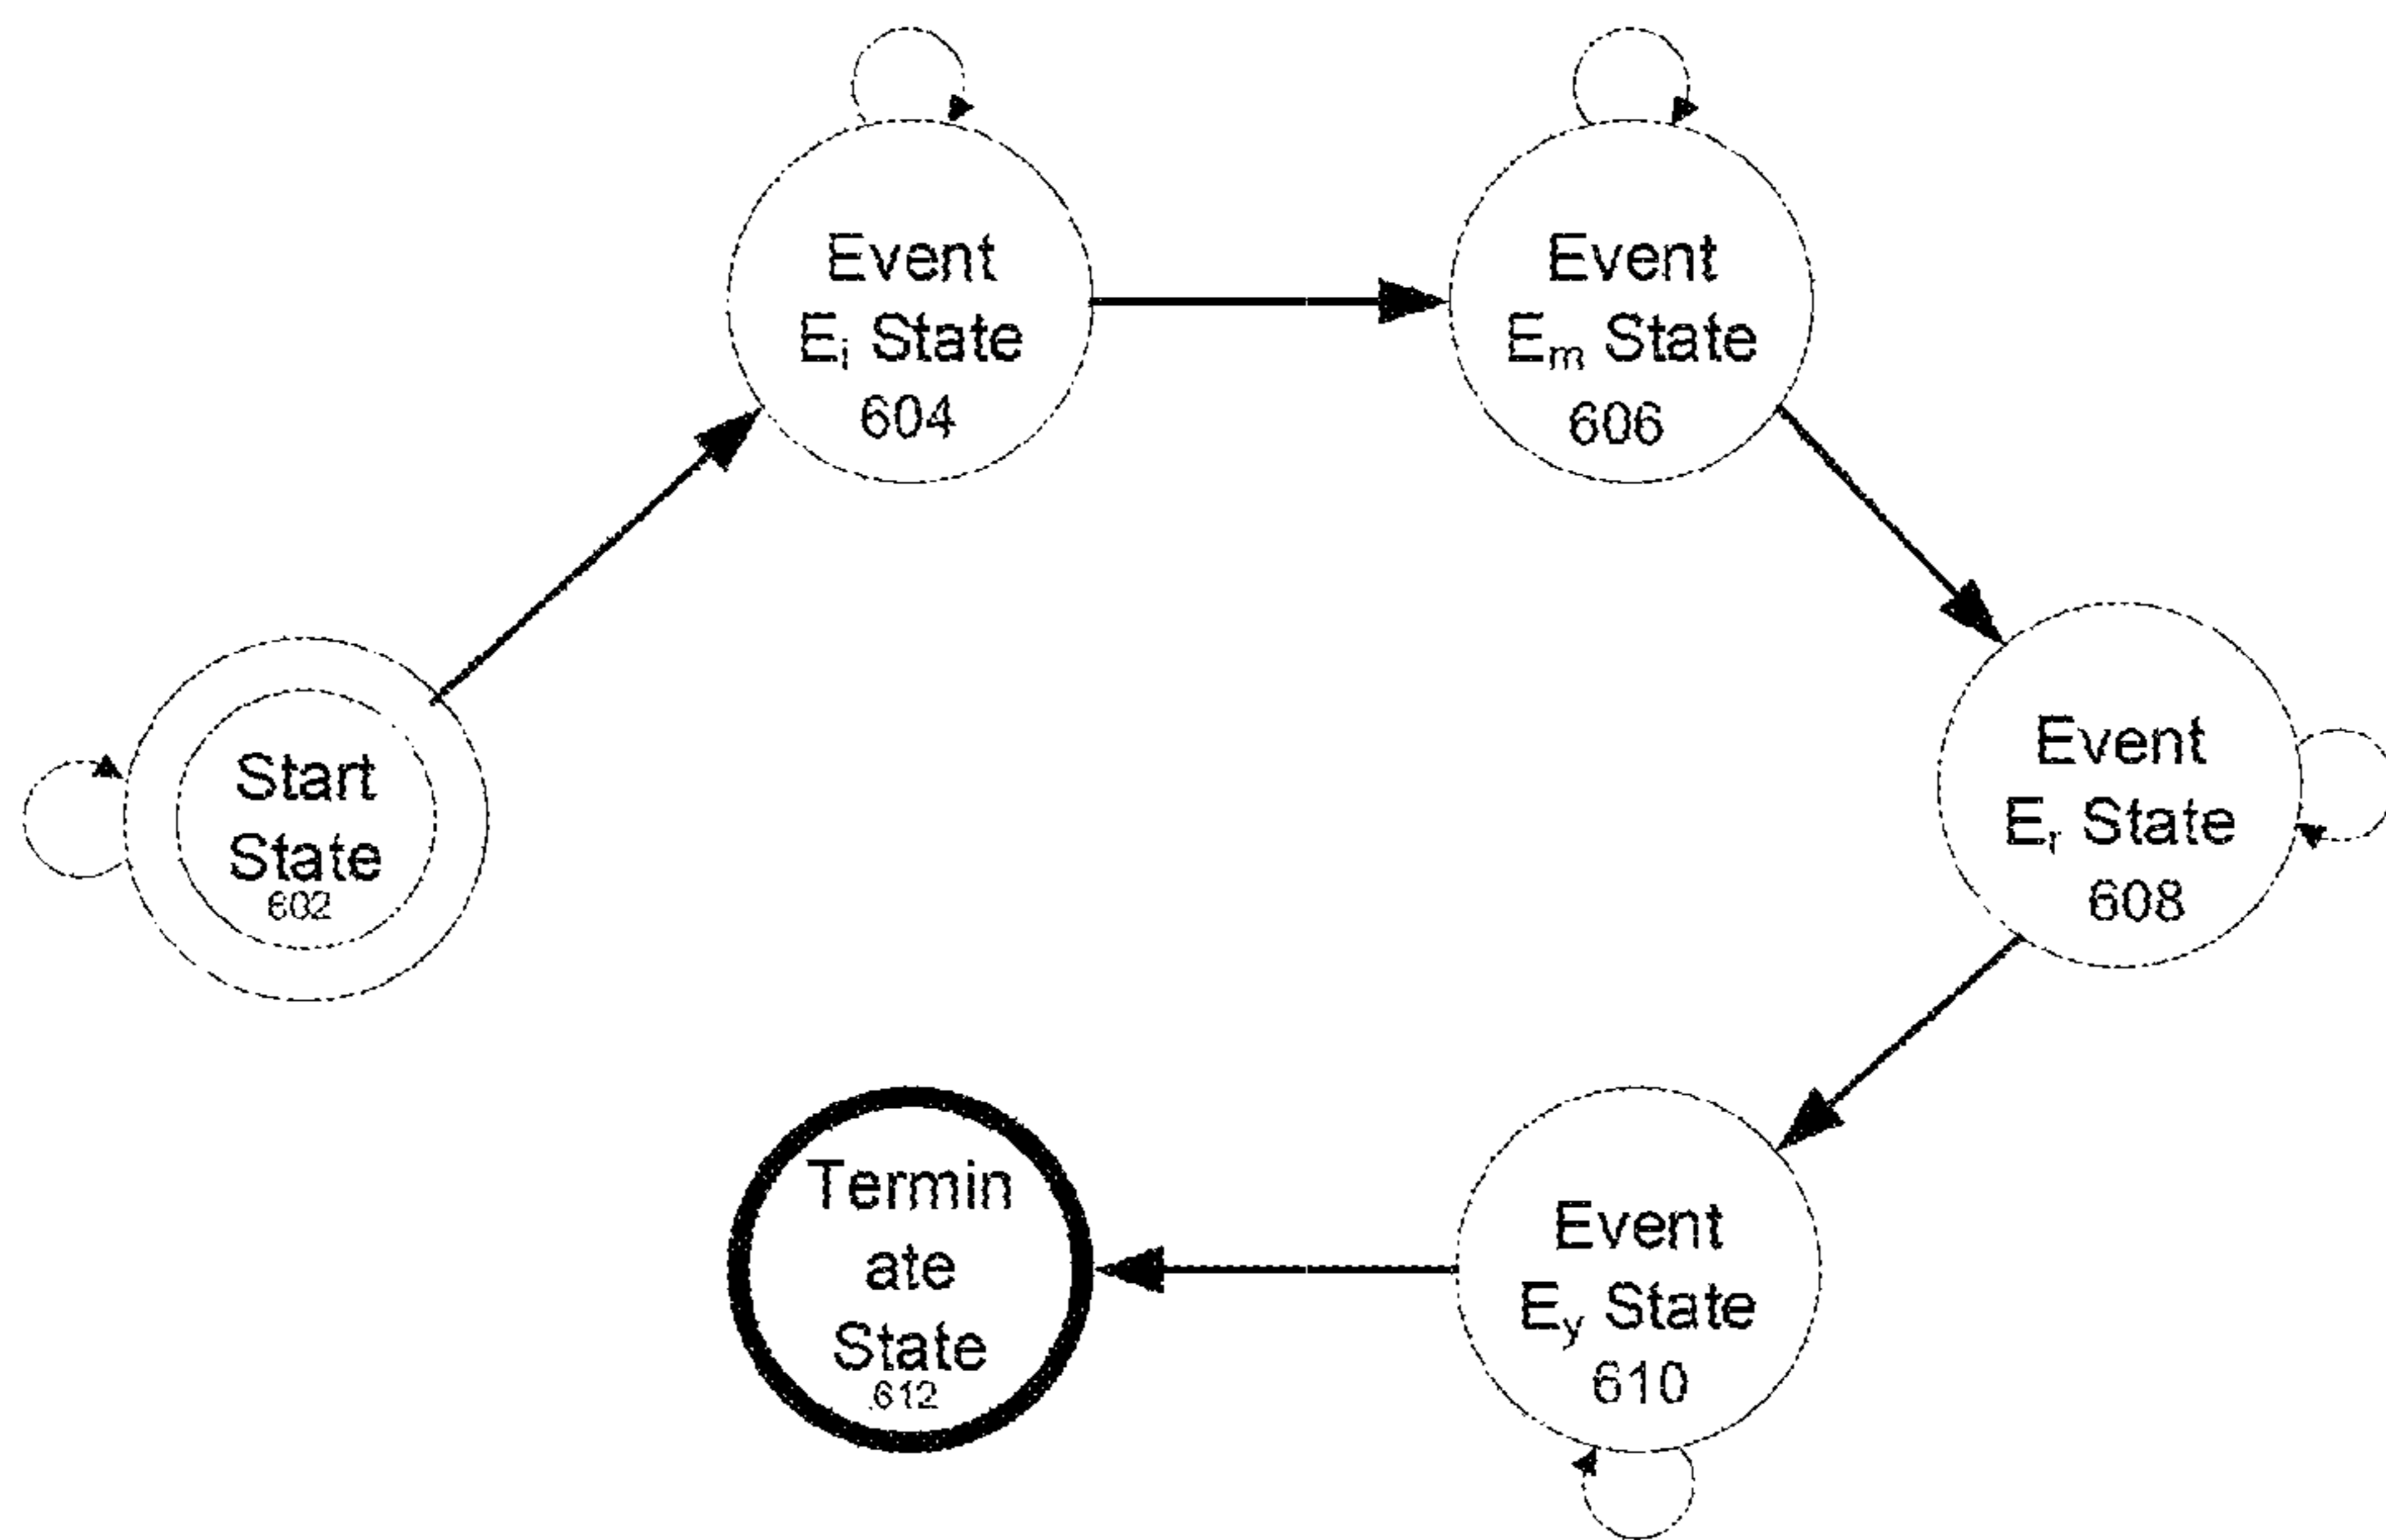 Event
Eᵢ State
604
Event
Eₘ State
606
Start
State
602
Event
Eᵣ State
608
Termin
ate
State
612
Event
Eᵧ State
610